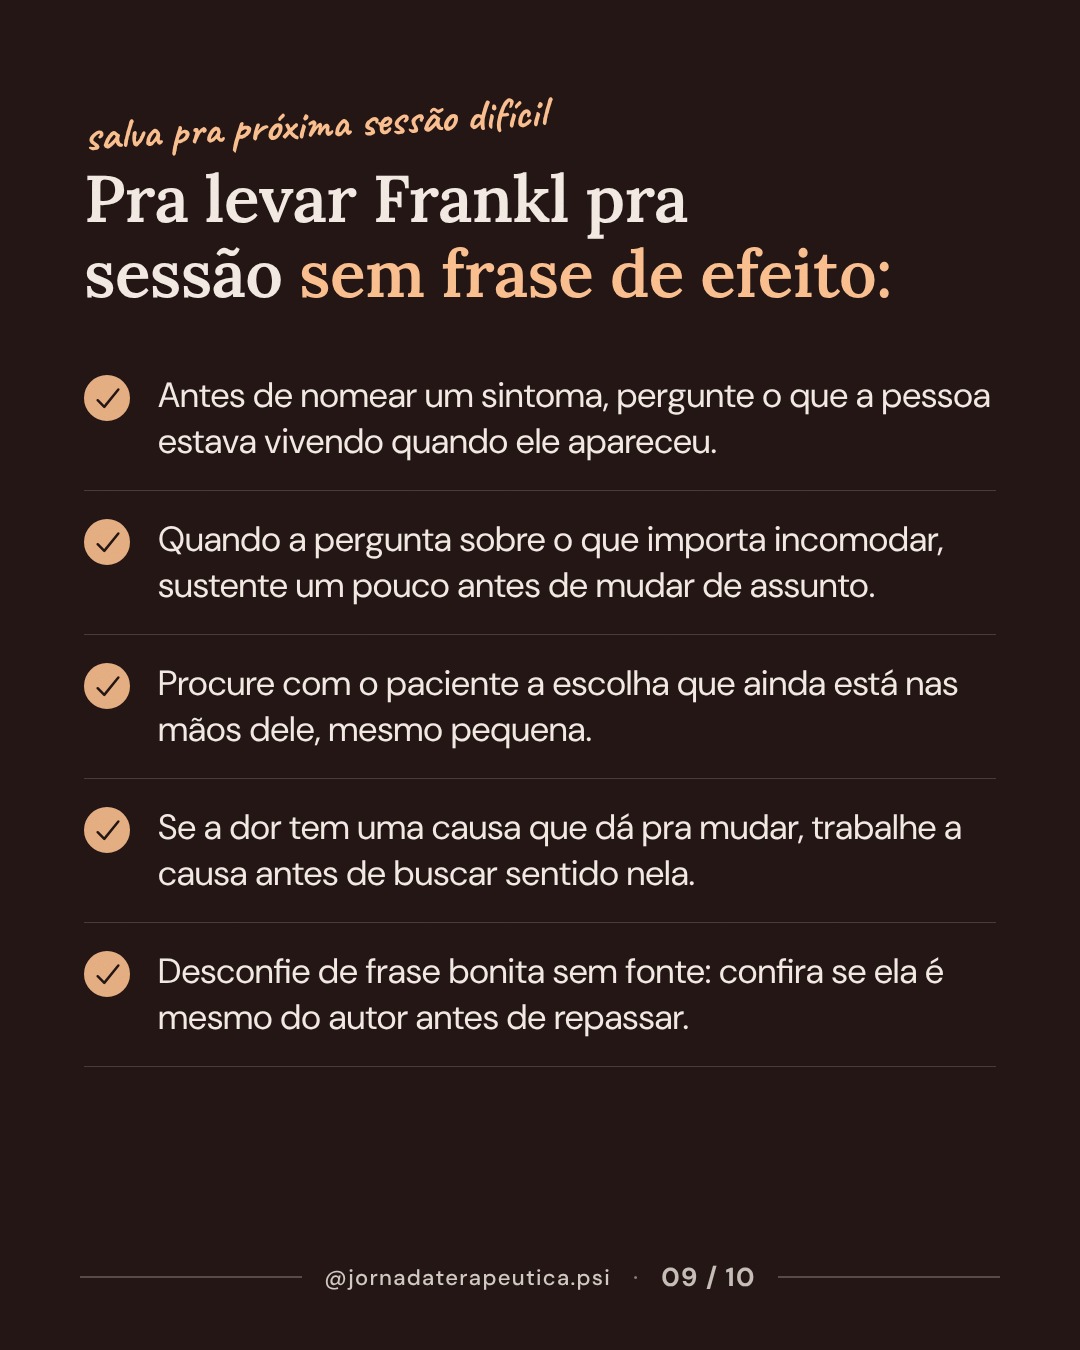 salva pra próxima sessão difícil
Pra levar Frankl pra
sessão sem frase de efeito:
Antes de nomear um sintoma, pergunte o que a pessoa
estava vivendo quando ele apareceu.
Quando a pergunta sobre o que importa incomodar,
sustente um pouco antes de mudar de assunto.
Procure com o paciente a escolha que ainda está nas
mãos dele, mesmo pequena.
Se a dor tem uma causa que dá pra mudar, trabalhe a
causa antes de buscar sentido nela.
Desconfie de frase bonita sem fonte: confira se ela é
mesmo do autor antes de repassar.
@jornadaterapeutica.psi · 09 / 10